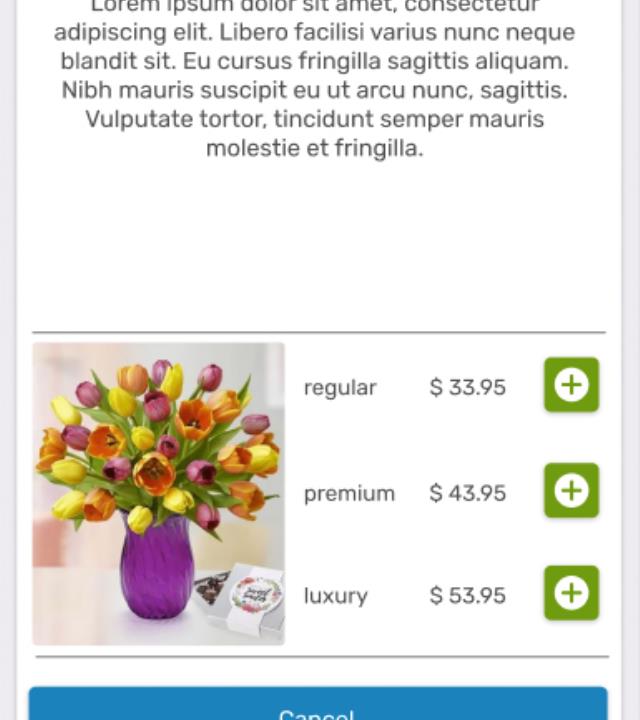 Lorem ipsum dolor sit amet, consectetur
adipiscing elit. Libero facilisi varius nunc neque
blandit sit. Eu cursus fringilla sagittis aliquam.
Nibh mauris suscipit eu ut arcu nunc, sagittis.
Vulputate tortor, tincidunt semper mauris
molestie et fringilla.
regular $ 33.95
premium $ 43.95
luxury $ 53.95
Cancel